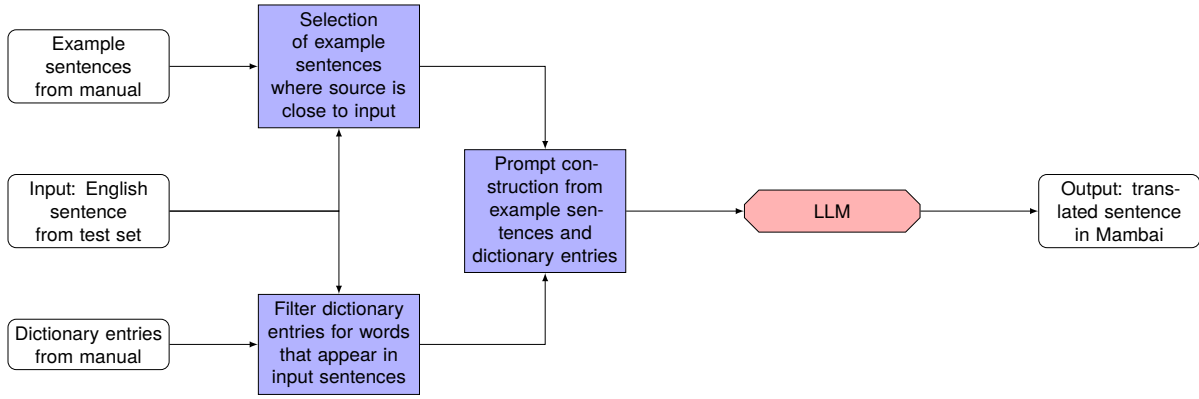 Example
sentences
from manual
Selection
of example
sentences
where source is
close to input
Input: English
sentence
from test set
Dictionary entries
from manual
Filter dictionary
entries for words
that appear in
input sentences
Prompt con-
struction from
example sen-
tences and
dictionary entries
LLM
Output: trans-
lated sentence
in Mambai